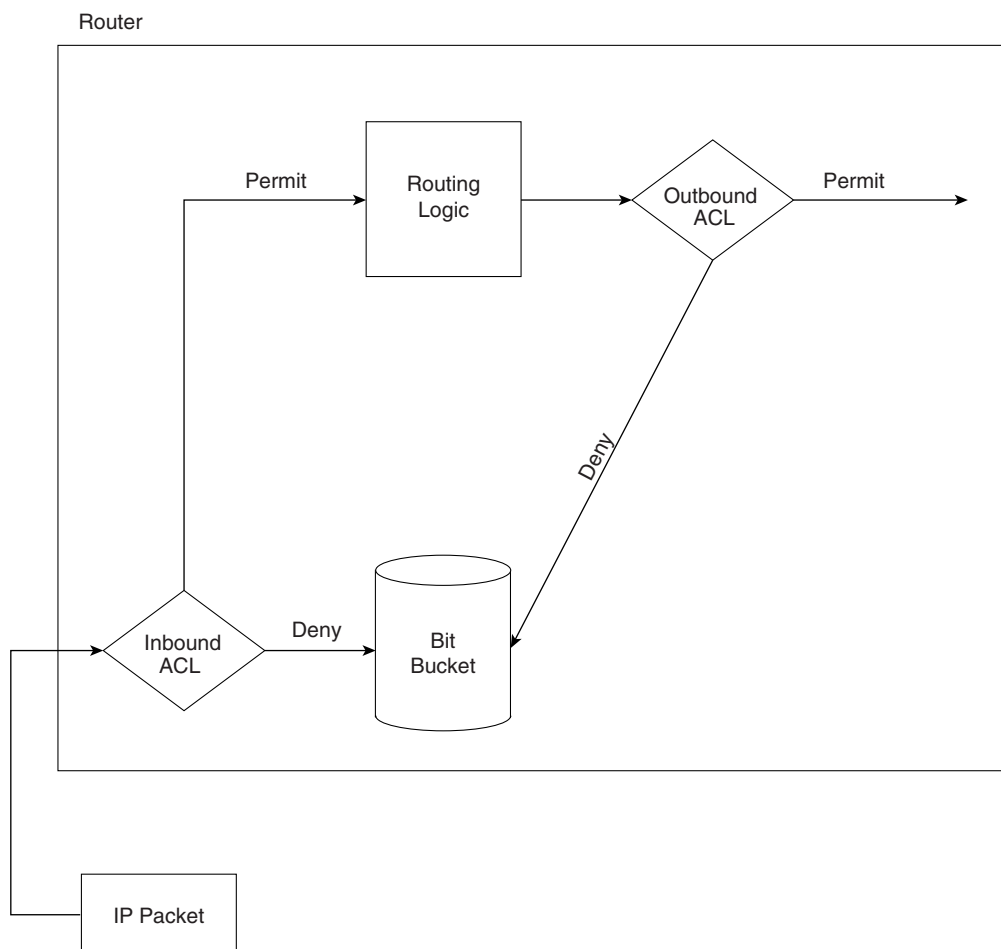 Router
Permit
Routing
Logic
Outbound
ACL
Permit
Deny
Inbound
ACL
Deny
Bit
Bucket
IP Packet